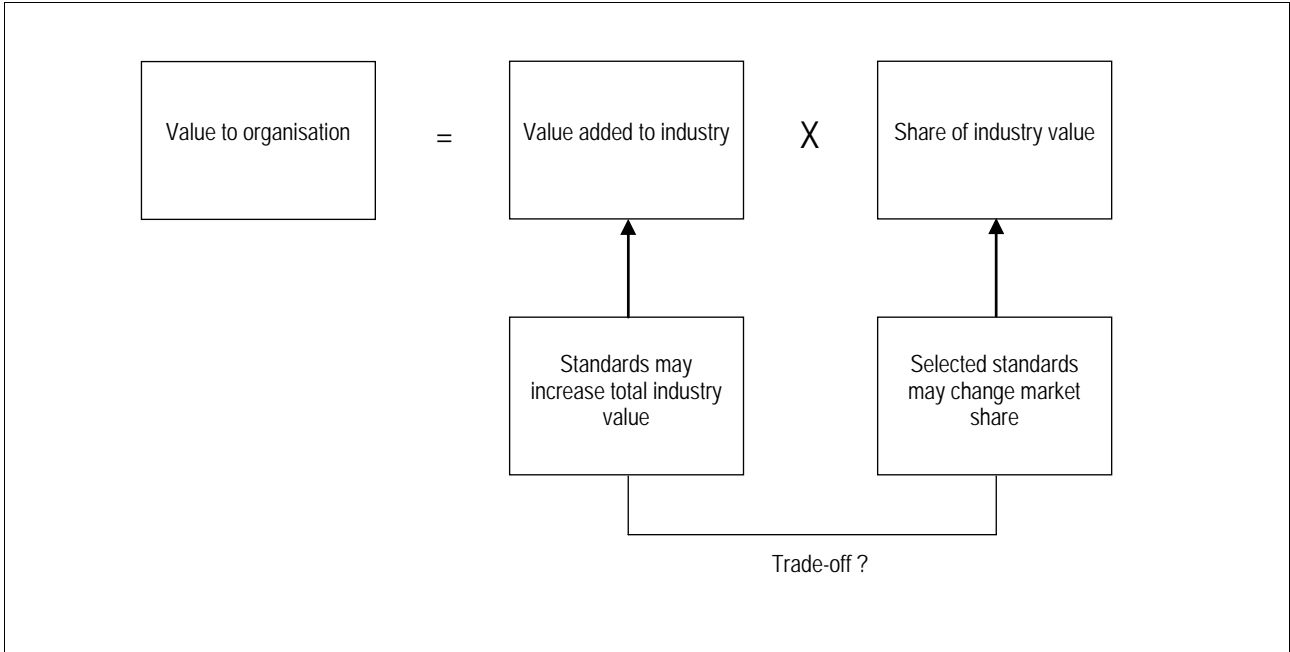 Value to organisation
=
Value added to industry
X
Share of industry value
Standards may
increase total industry
value
Selected standards
may change market
share
Trade-off ?